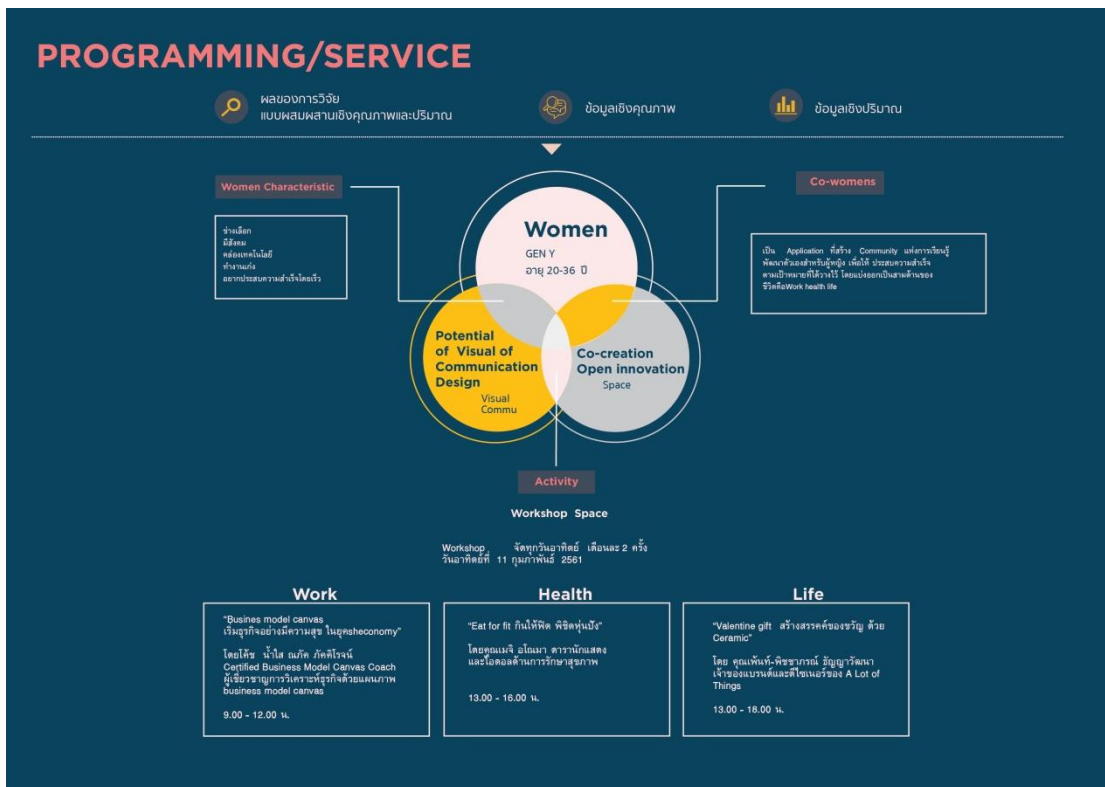 PROGRAMMING/SERVICE
ผลของการวิจัย
แบบผสมผสานเชิงคุณภาพและปริมาณ
ข้อมูลเชิงคุณภาพ
ข้อมูลเชิงปริมาณ
Women Characteristic
ช่างเลือก
มีสังคม
คล่องเทคโนโลยี
ทำงานเก่ง
อยากประสบความสำเร็จโดยเร็ว
Women
GEN Y
อายุ 20-36 ปี
Co-womens
เป็น Application ที่สร้าง Community แห่งการเรียนรู้
พัฒนาตัวเองสำหรับผู้หญิง เพื่อให้ ประสบความสำเร็จ
ตามเป้าหมายที่ได้วางไว้ โดยแบ่งออกเป็นสามด้านของ
ชีวิตคือWork health life
Potential
of Visual of
Communication
Design
Visual
Commu
Co-creation
Open innovation
Space
Activity
Workshop Space
Workshop จัดทุกวันอาทิตย์ เดือนละ 2 ครั้ง
วันอาทิตย์ที่ 11 กุมภาพันธ์ 2561
Work
"Busines model canvas
เริ่มธุรกิจอย่างมีความสุข ในยุคsheconomy"
โดยโค้ช น้ำใส ณภัค ภัคคิโรจน์
Certified Business Model Canvas Coach
ผู้เชี่ยวชาญการวิเคราะห์ธุรกิจด้วยแผนภาพ
business model canvas
9.00 - 12.00 น.
Health
"Eat for fit กินให้ฟิต พิชิตหุ่นปัง"
โดยคุณเมจิ อโณมา ดารานักแสดง
และไอดอลด้านการรักษาสุขภาพ
13.00 - 16.00 น.
Life
"Valentine gift สร้างสรรค์ของขวัญ ด้วย
Ceramic"
โดย คุณเพ้นท์-พิชชาภรณ์ ธัญญาวัฒนา
เจ้าของแบรนด์และดีไซเนอร์ของ A Lot of
Things
13.00 - 18.00 น.